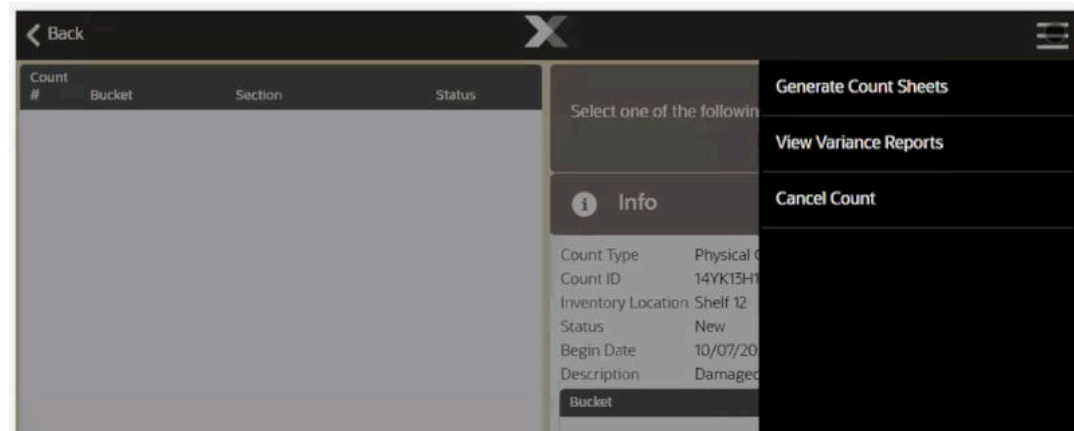 Back
Count
# Bucket Section Status
Select one of the followin
Info
Count Type Physical
Count ID 14YK13H1
Inventory Location Shelf 12
Status New
Begin Date 10/07/20
Description Damaged
Bucket
Generate Count Sheets
View Variance Reports
Cancel Count